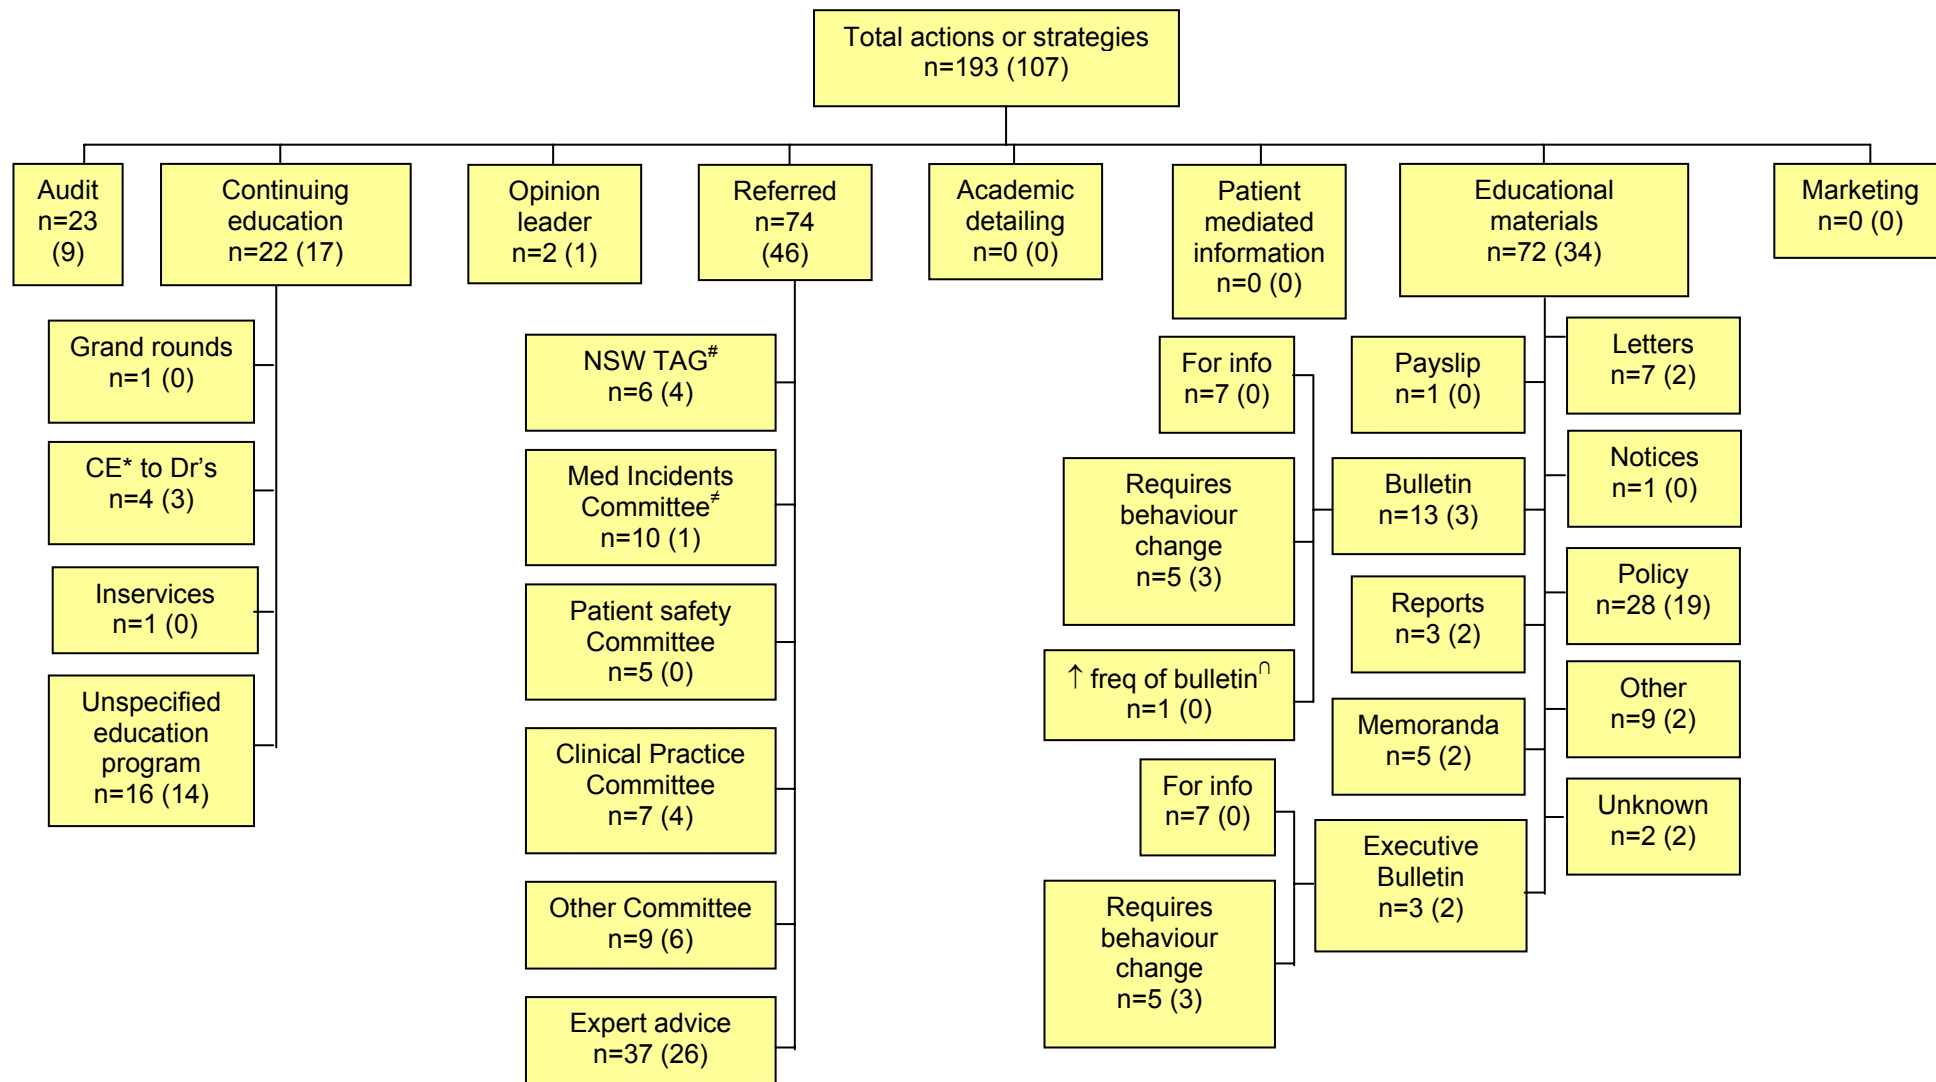 Total actions or strategies
n=193 (107)
Audit
n=23
(9)
Continuing
education
n=22 (17)
Opinion
leader
n=2 (1)
Referred
n=74
(46)
Academic
detailing
n=0 (0)
Patient
mediated
information
n=0 (0)
Educational
materials
n=72 (34)
Marketing
n=0 (0)
Grand rounds
n=1 (0)
CE* to Dr’s
n=4 (3)
Inservices
n=1 (0)
Unspecified
education
program
n=16 (14)
NSW TAG#
n=6 (4)
Med Incidents
Committee≠
n=10 (1)
Patient safety
Committee
n=5 (0)
Clinical Practice
Committee
n=7 (4)
Other Committee
n=9 (6)
Expert advice
n=37 (26)
For info
n=7 (0)
Requires
behaviour
change
n=5 (3)
↑ freq of bulletin∩
n=1 (0)
For info
n=7 (0)
Requires
behaviour
change
n=5 (3)
Payslip
n=1 (0)
Bulletin
n=13 (3)
Reports
n=3 (2)
Memoranda
n=5 (2)
Executive
Bulletin
n=3 (2)
Letters
n=7 (2)
Notices
n=1 (0)
Policy
n=28 (19)
Other
n=9 (2)
Unknown
n=2 (2)